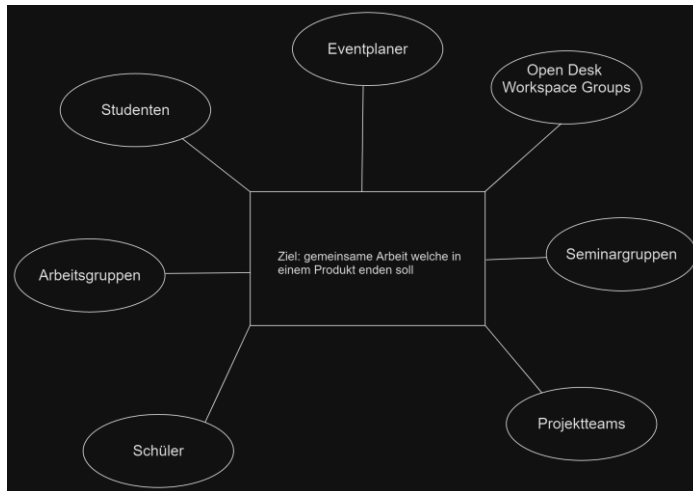 Eventplaner
Open Desk
Workspace Groups
Studenten
Ziel: gemeinsame Arbeit welche in
einem Produkt enden soll
Seminargruppen
Arbeitsgruppen
Projektteams
Schüler